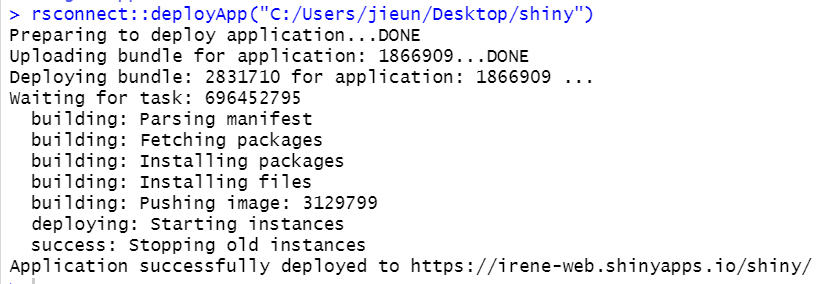 > rsconnect::deployApp("C:/Users/jieun/Desktop/shiny")
Preparing to deploy application...DONE
Uploading bundle for application: 1866909...DONE
Deploying bundle: 2831710 for application: 1866909 ...
Waiting for task: 696452795
  building: Parsing manifest
  building: Fetching packages
  building: Installing packages
  building: Installing files
  building: Pushing image: 3129799
  deploying: Starting instances
  success: Stopping old instances
Application successfully deployed to https://irene-web.shinyapps.io/shiny/